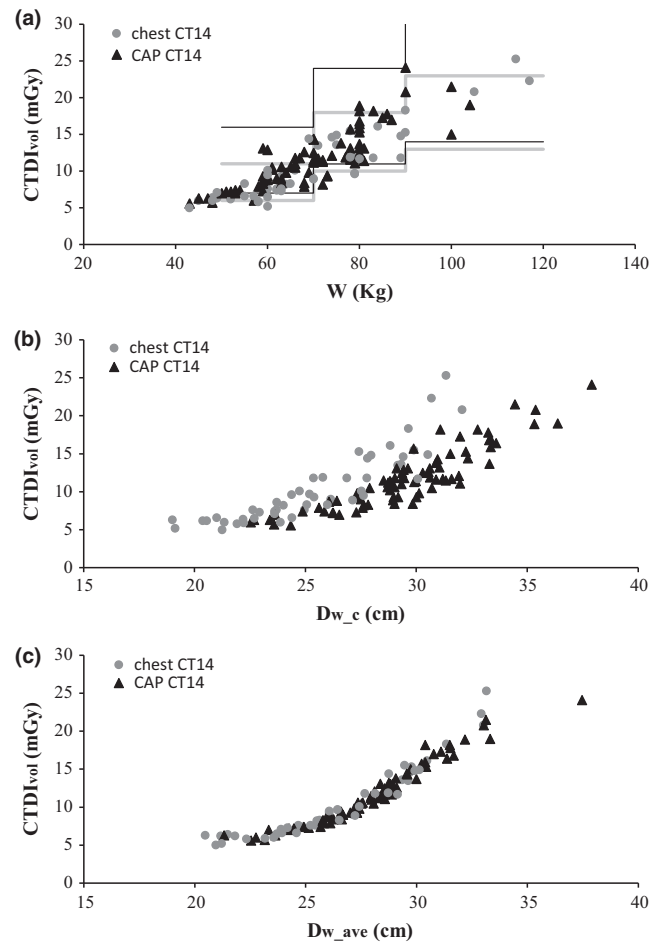 (a)
30
25
20
15
10
5
0
CTDIvol (mGy)
chest CT14
CAP CT14
20 40 60 80 100 120 140
W (Kg)
(b)
30
25
20
15
10
5
0
CTDIvol (mGy)
chest CT14
CAP CT14
15 20 25 30 35 40
Dw_c (cm)
(c)
30
25
20
15
10
5
0
CTDIvol (mGy)
chest CT14
CAP CT14
15 20 25 30 35 40
Dw_ave (cm)